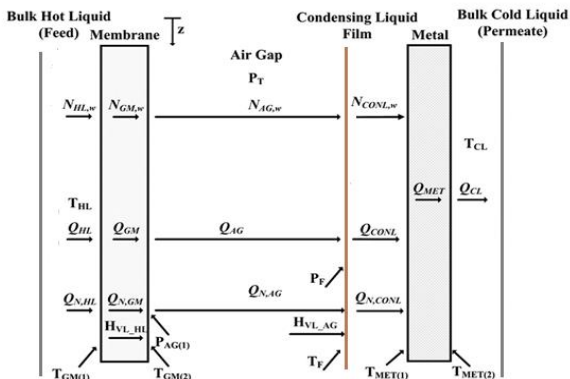 Bulk Hot Liquid
(Feed)
Membrane
z
Air Gap
P_T
Condensing Liquid
Film
Metal
Bulk Cold Liquid
(Permeate)
N_HL,w
N_GM,w
N_AG,w
N_CONL,w
T_CL
Q_MET
Q_CL
T_HL
Q_HL
Q_GM
Q_AG
Q_CONL
Q_N,HL
Q_N,GM
Q_N,AG
P_F
Q_N,CONL
H_VL_HL
P_AG(1)
H_VL_AG
T_F
T_GM(1)
T_GM(2)
T_MET(1)
T_MET(2)